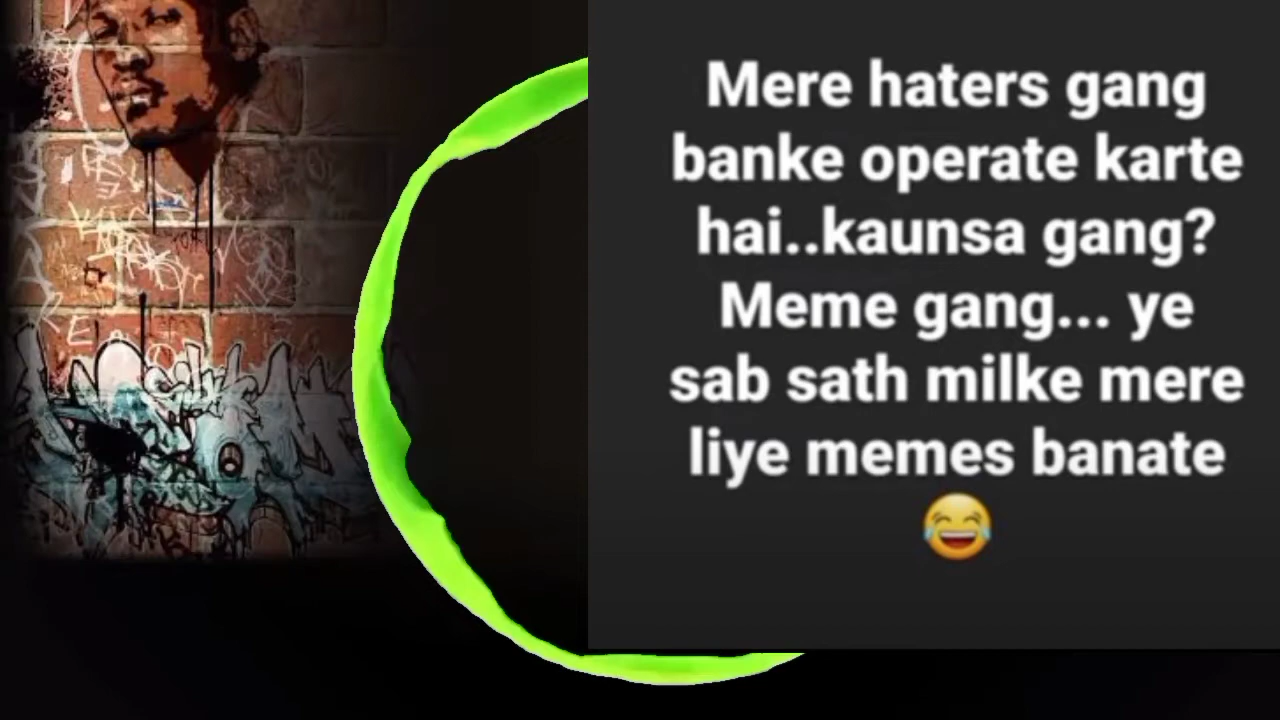 Mere haters gang
banke operate karte
hai..kaunsa gang?
Meme gang... ye
sab sath milke mere
liye memes banate
😂